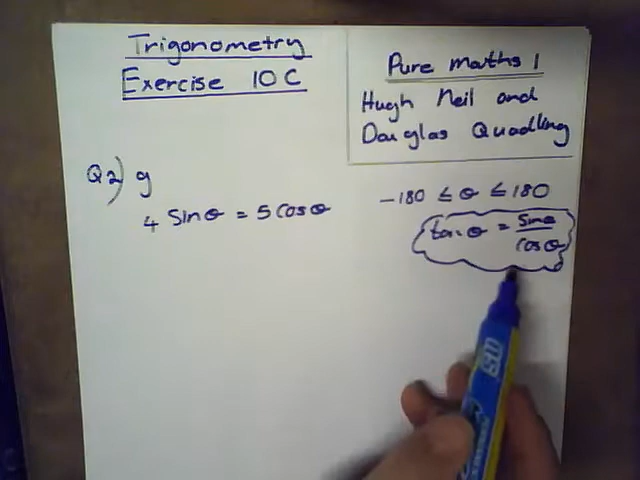 Trigonometry
Exercise 10C
Pure maths 1
Hugh Neil and
Douglas Quadling
Q2) g
4 Sinθ = 5 cosθ
-180 ≤ θ ≤ 180
tanθ = Sinθ
cosθ